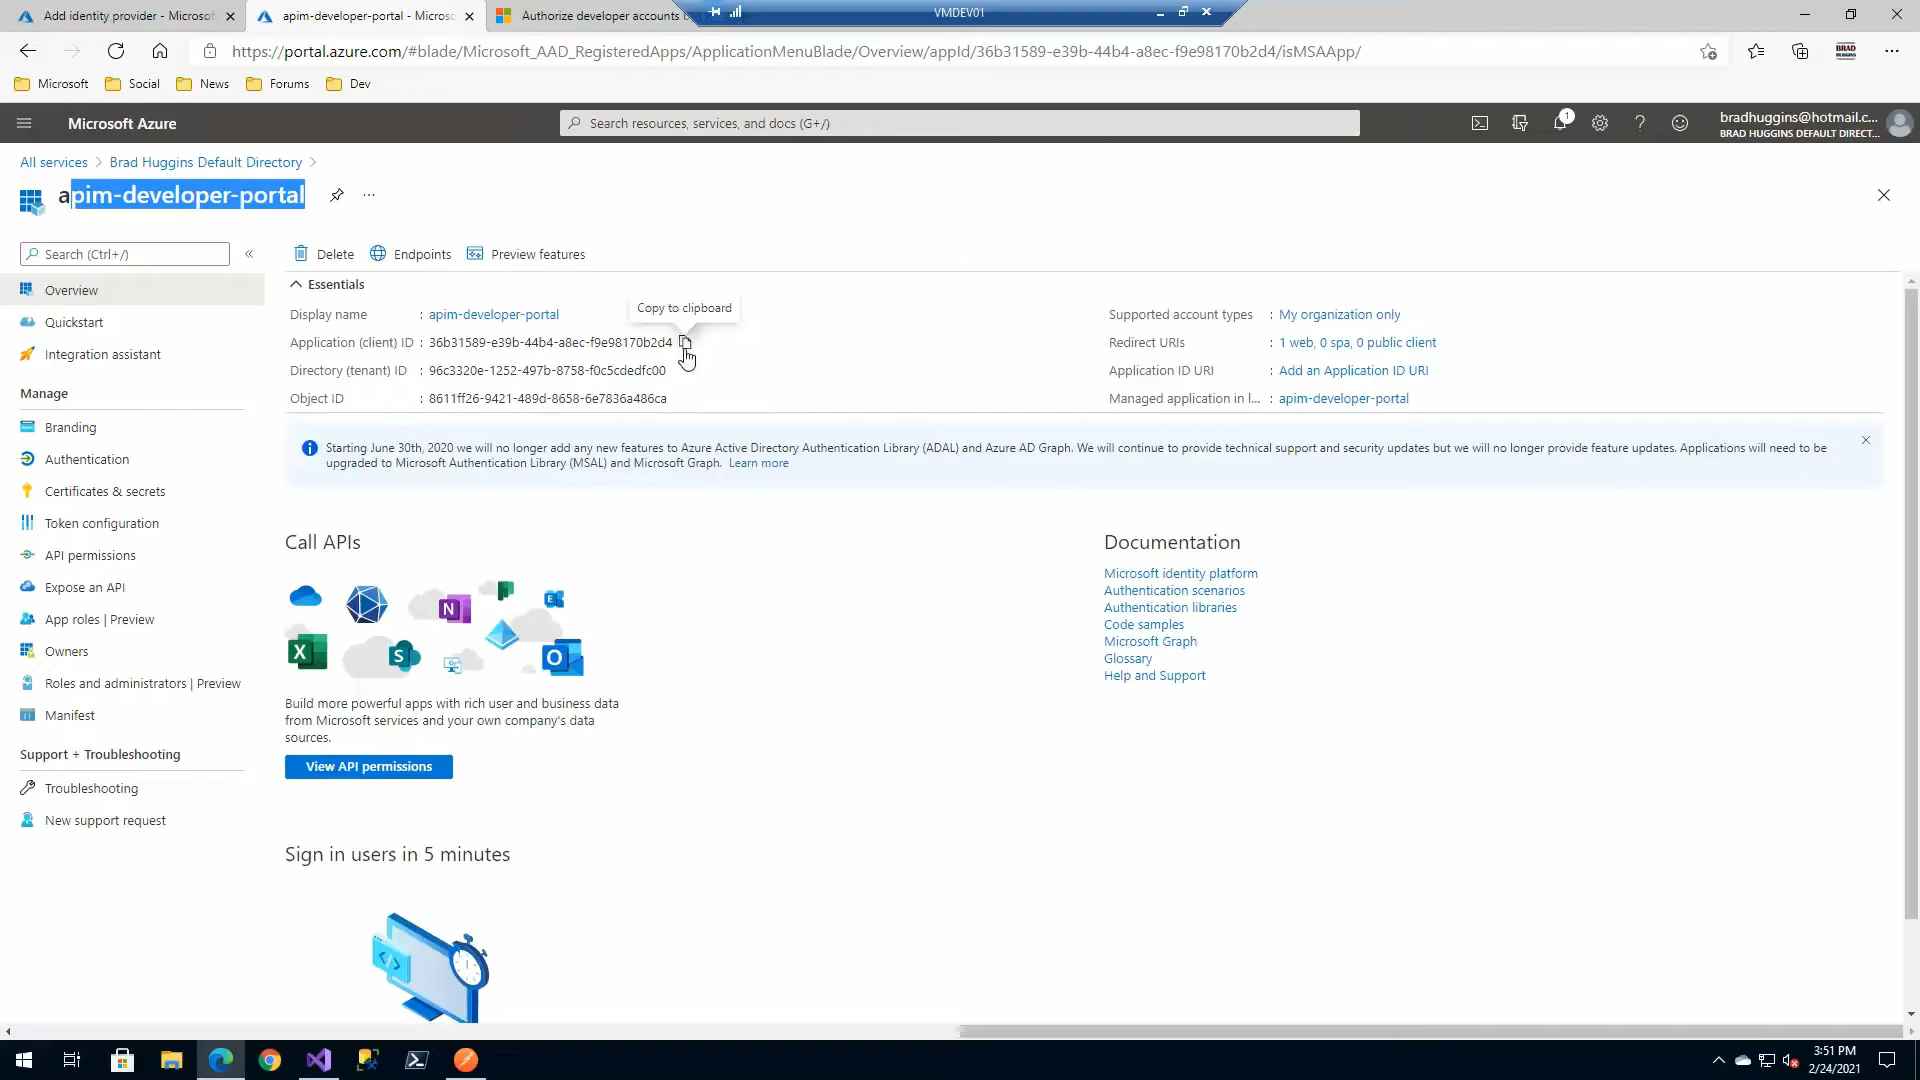 Add identity provider - Microsof
apim-developer-portal - Microso
Authorize developer accounts b
VMDEV01
https://portal.azure.com/#blade/Microsoft_AAD_RegisteredApps/ApplicationMenuBlade/Overview/appId/36b31589-e39b-44b4-a8ec-f9e98170b2d4/isMSAApp/
BRAD HUGGINS
Microsoft
Social
News
Forums
Dev
Microsoft Azure
Search resources, services, and docs (G+/)
1
bradhuggins@hotmail.c...
BRAD HUGGINS DEFAULT DIRECT...
All services > Brad Huggins Default Directory >
apim-developer-portal
Search (Ctrl+/)
«
Delete
Endpoints
Preview features
Overview
Quickstart
Integration assistant
Manage
Branding
Authentication
Certificates & secrets
Token configuration
API permissions
Expose an API
App roles | Preview
Owners
Roles and administrators | Preview
Manifest
Support + Troubleshooting
Troubleshooting
New support request
Essentials
Copy to clipboard
Display name : apim-developer-portal
Application (client) ID : 36b31589-e39b-44b4-a8ec-f9e98170b2d4
Directory (tenant) ID : 96c3320e-1252-497b-8758-f0c5cdedfc00
Object ID : 8611ff26-9421-489d-8658-6e7836a486ca
Supported account types : My organization only
Redirect URIs : 1 web, 0 spa, 0 public client
Application ID URI : Add an Application ID URI
Managed application in l... : apim-developer-portal
Starting June 30th, 2020 we will no longer add any new features to Azure Active Directory Authentication Library (ADAL) and Azure AD Graph. We will continue to provide technical support and security updates but we will no longer provide feature updates. Applications will need to be
upgraded to Microsoft Authentication Library (MSAL) and Microsoft Graph. Learn more
Call APIs
N
E
X
S
O
Build more powerful apps with rich user and business data
from Microsoft services and your own company's data
sources.
View API permissions
Documentation
Microsoft identity platform
Authentication scenarios
Authentication libraries
Code samples
Microsoft Graph
Glossary
Help and Support
Sign in users in 5 minutes
3:51 PM
2/24/2021